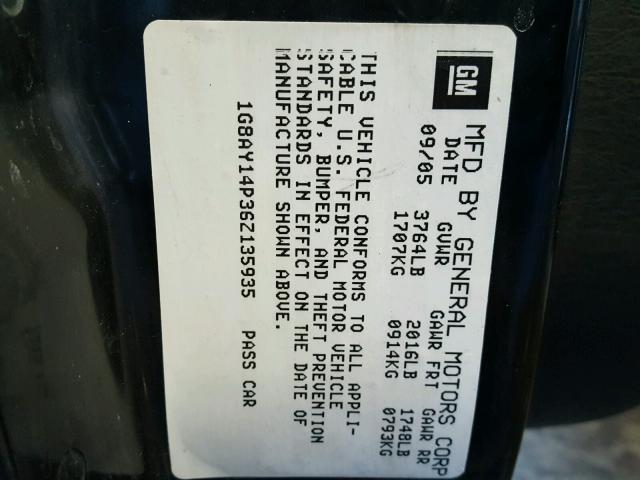 GM
MFD BY GENERAL MOTORS CORP
DATE GVWR GAWR FRT GAWR RR
09/05 3764LB 2016LB 1748LB
1707KG 0914KG 0793KG
THIS VEHICLE CONFORMS TO ALL APPLI-
CABLE U.S. FEDERAL MOTOR VEHICLE
SAFETY, BUMPER, AND THEFT PREVENTION
STANDARDS IN EFFECT ON THE DATE OF
MANUFACTURE SHOWN ABOVE.
1G8AY14P36Z135935 PASS CAR